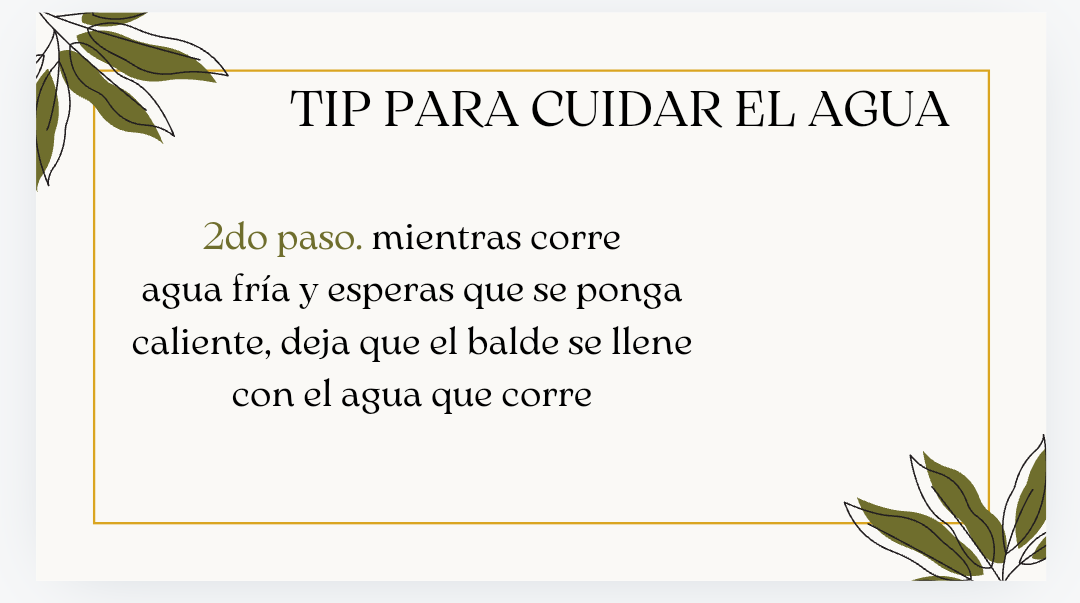 TIP PARA CUIDAR EL AGUA
2do paso. mientras corre
agua fría y esperas que se ponga
caliente, deja que el balde se llene
con el agua que corre